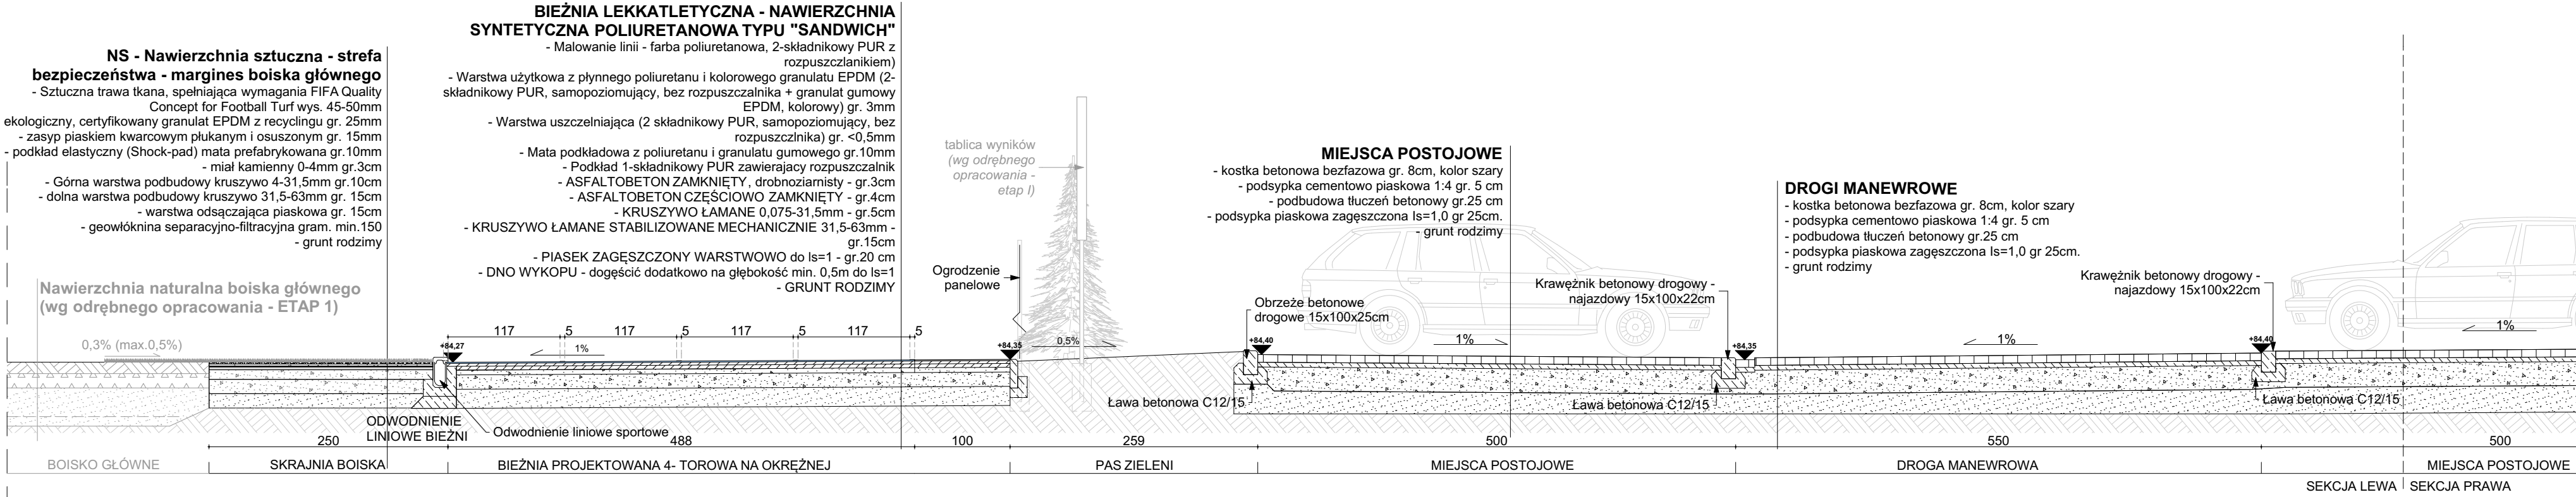 BIEŻNIA LEKKATLETYCZNA - NAWIERZCHNIA
SYNTETYCZNA POLIURETANOWA TYPU "SANDWICH"
- Malowanie linii - farba poliuretanowa, 2-składnikowy PUR z
rozpuszczlanikiem)
- Warstwa użytkowa z płynnego poliuretanu i kolorowego granulatu EPDM (2-
składnikowy PUR, samopoziomujący, bez rozpuszczalnika + granulat gumowy
EPDM, kolorowy) gr. 3mm
- Warstwa uszczelniająca (2 składnikowy PUR, samopoziomujący, bez
rozpuszczlnika) gr. <0,5mm
- Mata podkładowa z poliuretanu i granulatu gumowego gr.10mm
- Podkład 1-składnikowy PUR zawierajacy rozpuszczalnik
- ASFALTOBETON ZAMKNIĘTY, drobnoziarnisty - gr.3cm
- ASFALTOBETON CZĘŚCIOWO ZAMKNIĘTY - gr.4cm
- KRUSZYWO ŁAMANE 0,075-31,5mm - gr.5cm
- KRUSZYWO ŁAMANE STABILIZOWANE MECHANICZNIE 31,5-63mm -
gr.15cm
- PIASEK ZAGĘSZCZONY WARSTWOWO do ls=1 - gr.20 cm
- DNO WYKOPU - dogęścić dodatkowo na głębokość min. 0,5m do ls=1
- GRUNT RODZIMY
NS - Nawierzchnia sztuczna - strefa
bezpieczeństwa - margines boiska głównego
- Sztuczna trawa tkana, spełniająca wymagania FIFA Quality
Concept for Football Turf wys. 45-50mm
ekologiczny, certyfikowany granulat EPDM z recyclingu gr. 25mm
- zasyp piaskiem kwarcowym płukanym i osuszonym gr. 15mm
- podkład elastyczny (Shock-pad) mata prefabrykowana gr.10mm
- miał kamienny 0-4mm gr.3cm
- Górna warstwa podbudowy kruszywo 4-31,5mm gr.10cm
- dolna warstwa podbudowy kruszywo 31,5-63mm gr. 15cm
- warstwa odsączająca piaskowa gr. 15cm
- geowłóknina separacyjno-filtracyjna gram. min.150
- grunt rodzimy
Nawierzchnia naturalna boiska głównego
(wg odrębnego opracowania - ETAP 1)
tablica wyników
(wg odrębnego
opracowania -
etap I)
Ogrodzenie
panelowe
MIEJSCA POSTOJOWE
- kostka betonowa bezfazowa gr. 8cm, kolor szary
- podsypka cementowo piaskowa 1:4 gr. 5 cm
- podbudowa tłuczeń betonowy gr.25 cm
- podsypka piaskowa zagęszczona Is=1,0 gr 25cm.
- grunt rodzimy
DROGI MANEWROWE
- kostka betonowa bezfazowa gr. 8cm, kolor szary
- podsypka cementowo piaskowa 1:4 gr. 5 cm
- podbudowa tłuczeń betonowy gr.25 cm
- podsypka piaskowa zagęszczona Is=1,0 gr 25cm.
- grunt rodzimy
Obrzeże betonowe
drogowe 15x100x25cm
Krawężnik betonowy drogowy -
najazdowy 15x100x22cm
Krawężnik betonowy drogowy -
najazdowy 15x100x22cm
117 5 117 5 117 5 117 5
0,3% (max.0,5%)
+84,27
1%
+84,35
0,5%
+84,40
1%
+84,35
1%
+84,40
1%
Ława betonowa C12/15
Ława betonowa C12/15
Ława betonowa C12/15
ODWODNIENIE
LINIOWE BIEŻNI
Odwodnienie liniowe sportowe
250 488 100 259 500 550 500
BOISKO GŁÓWNE SKRAJNIA BOISKA BIEŻNIA PROJEKTOWANA 4- TOROWA NA OKRĘŻNEJ PAS ZIELENI MIEJSCA POSTOJOWE DROGA MANEWROWA MIEJSCA POSTOJOWE
SEKCJA LEWA SEKCJA PRAWA